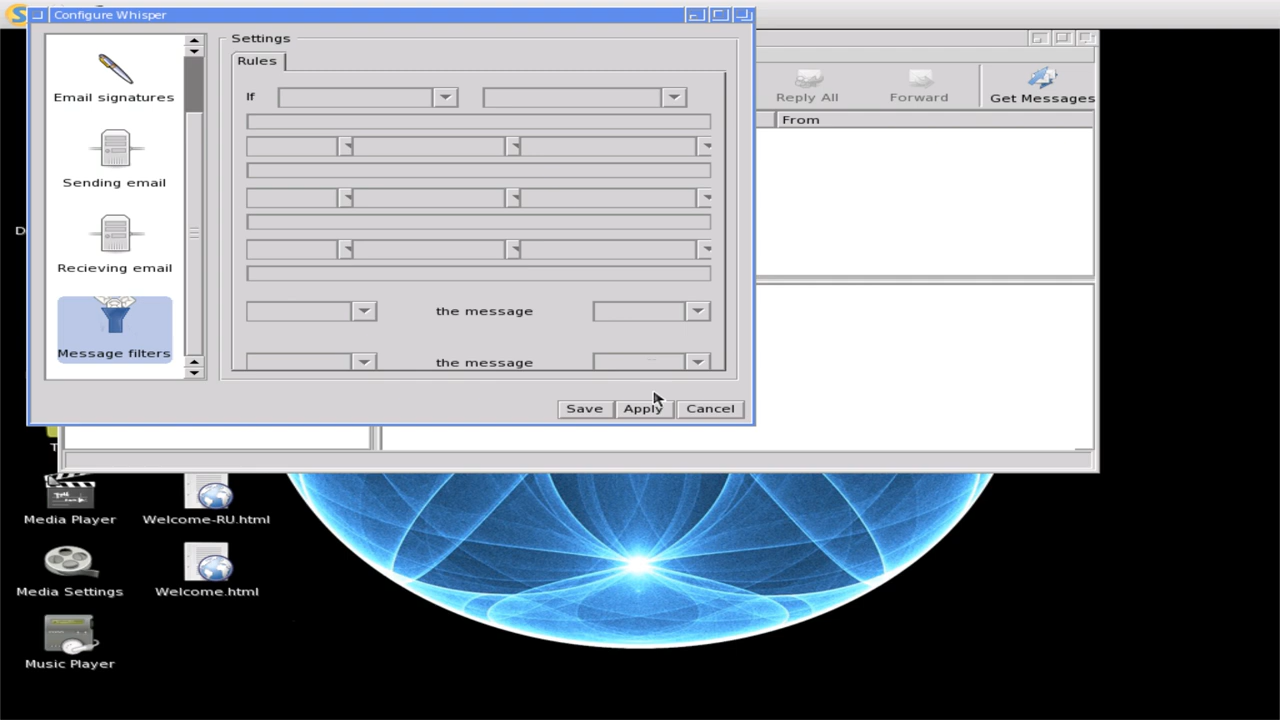 Configure Whisper
Settings
Rules
If
Email signatures
Sending email
Recieving email
Message filters
the message
the message
Save
Apply
Cancel
Reply All
Forward
Get Messages
From
Media Player
Welcome-RU.html
Media Settings
Welcome.html
Music Player